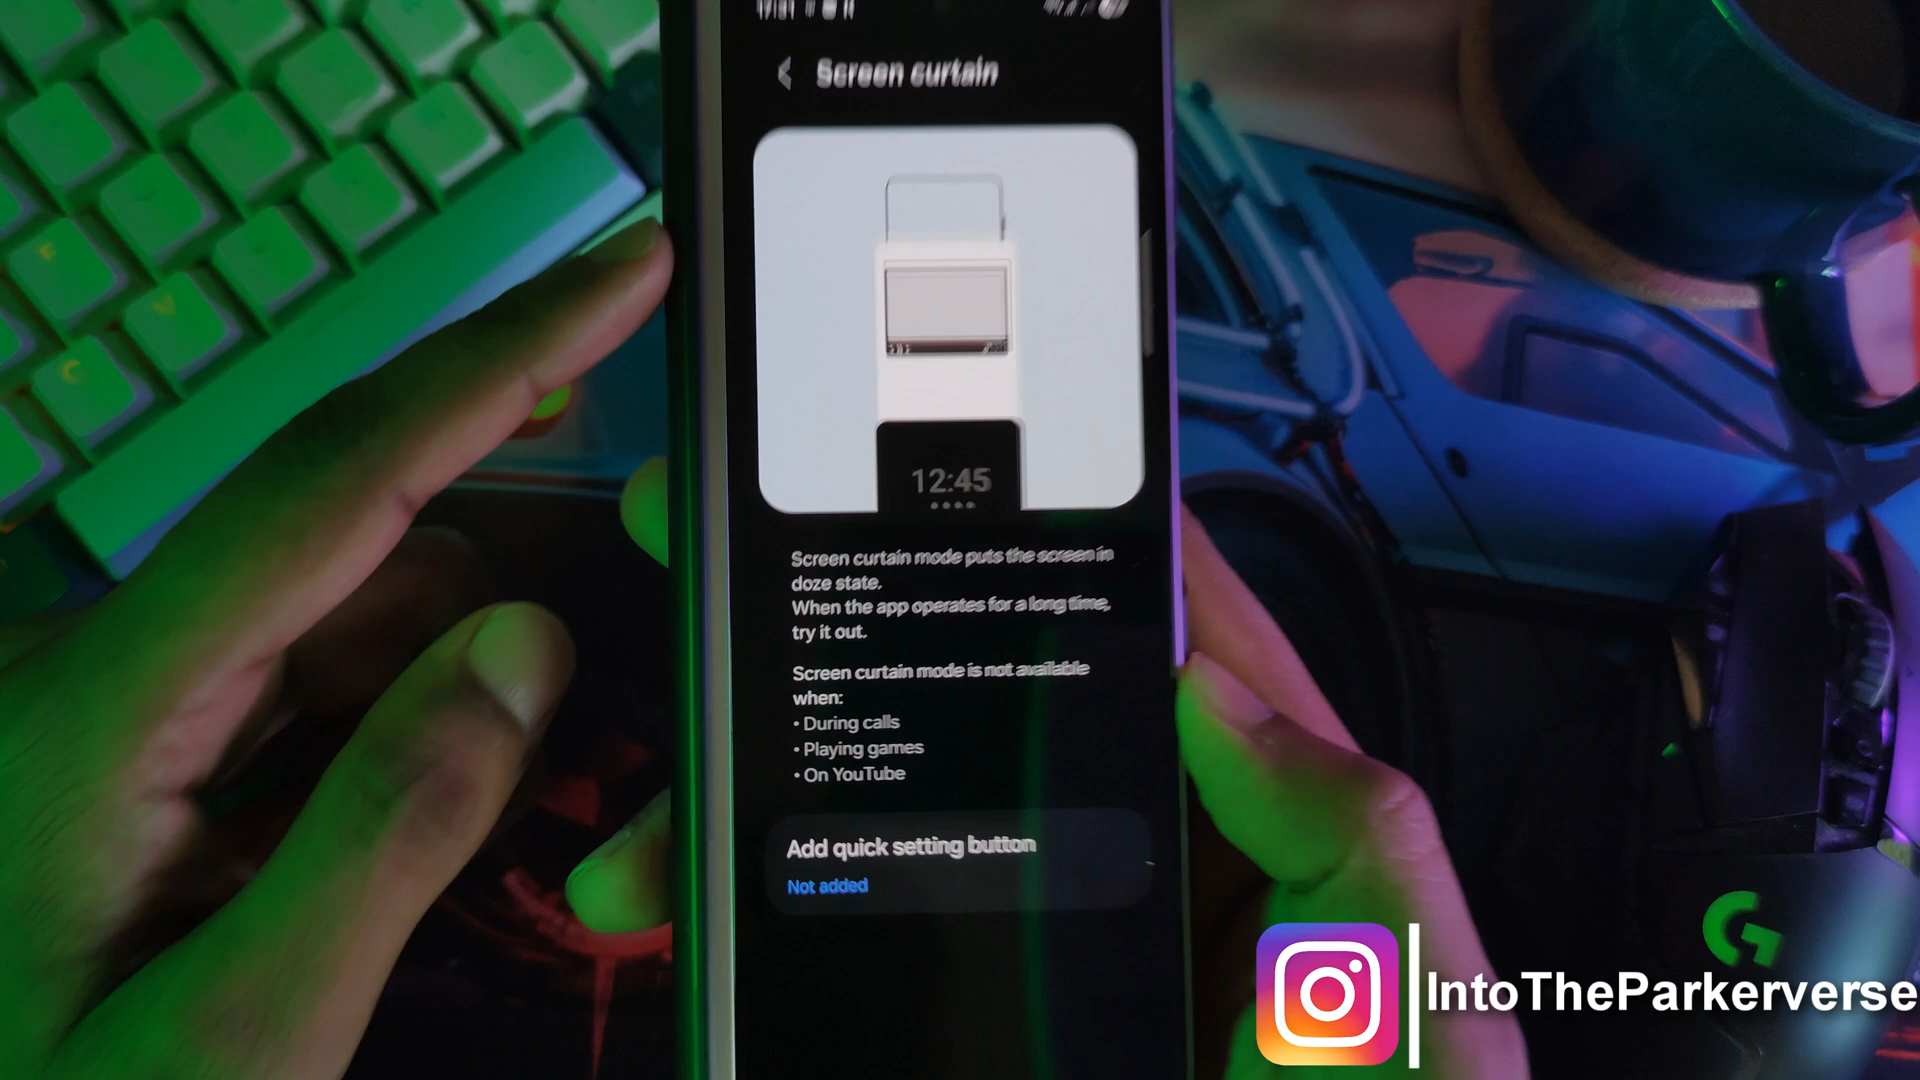 Screen curtain
12:45
Screen curtain mode puts the screen in
doze state.
When the app operates for a long time,
try it out.
Screen curtain mode is not available
when:
• During calls
• Playing games
• On YouTube
Add quick setting button
Not added
IntoTheParkerverse